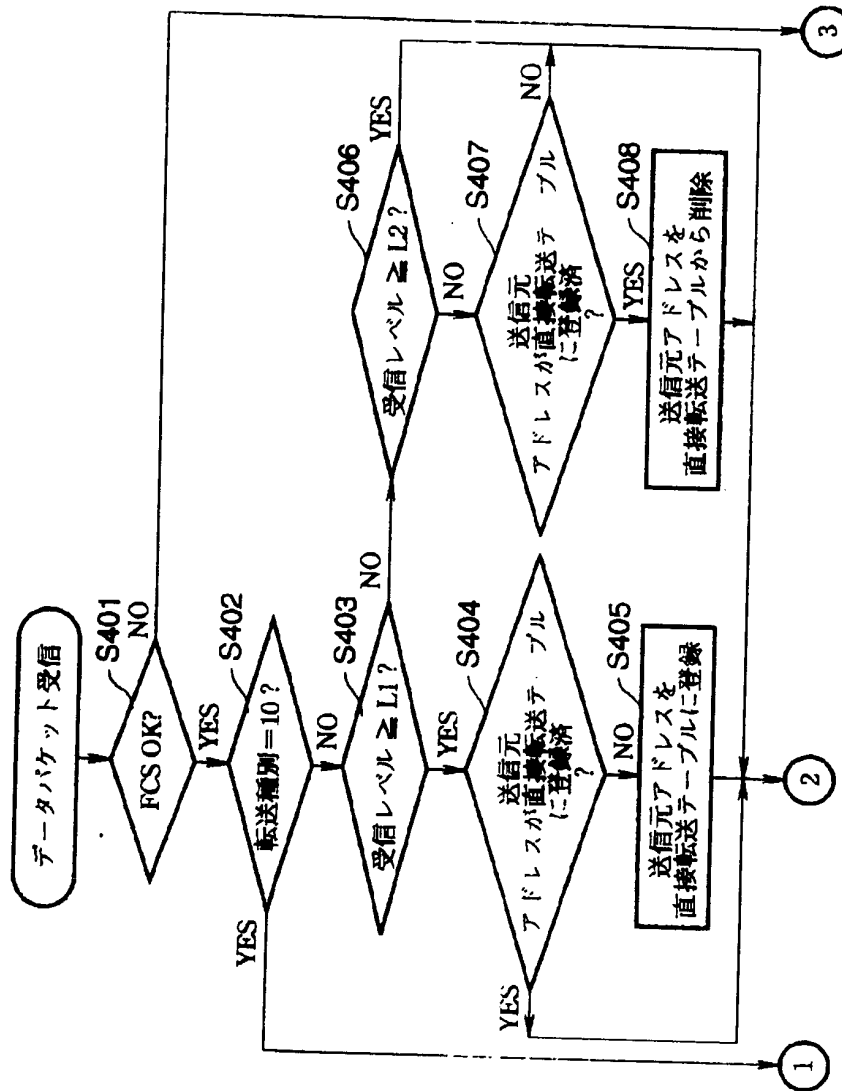 データパケット受信
S401
FCS OK?
NO
YES
S402
転送種別=10?
YES
NO
S403
受信レベル≧L1?
NO
YES
S404
送信元
アドレスが直接転送テーブル
に登録済
?
YES
NO
S405
送信元アドレスを
直接転送テーブルに登録
S406
受信レベル≧L2?
YES
NO
S407
送信元
アドレスが直接転送テーブル
に登録済
?
NO
YES
S408
送信元アドレスを
直接転送テーブルから削除
1
2
3